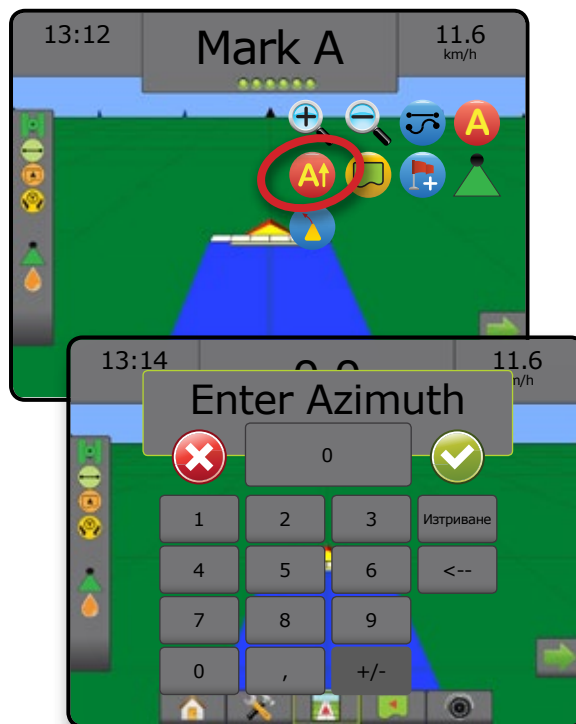 13:12
Mark A
11.6
km/h
A
A
13:14
11.6
Enter Azimuth
0
1 2 3 Изтриване
4 5 6 <--
7 8 9
0 , +/-